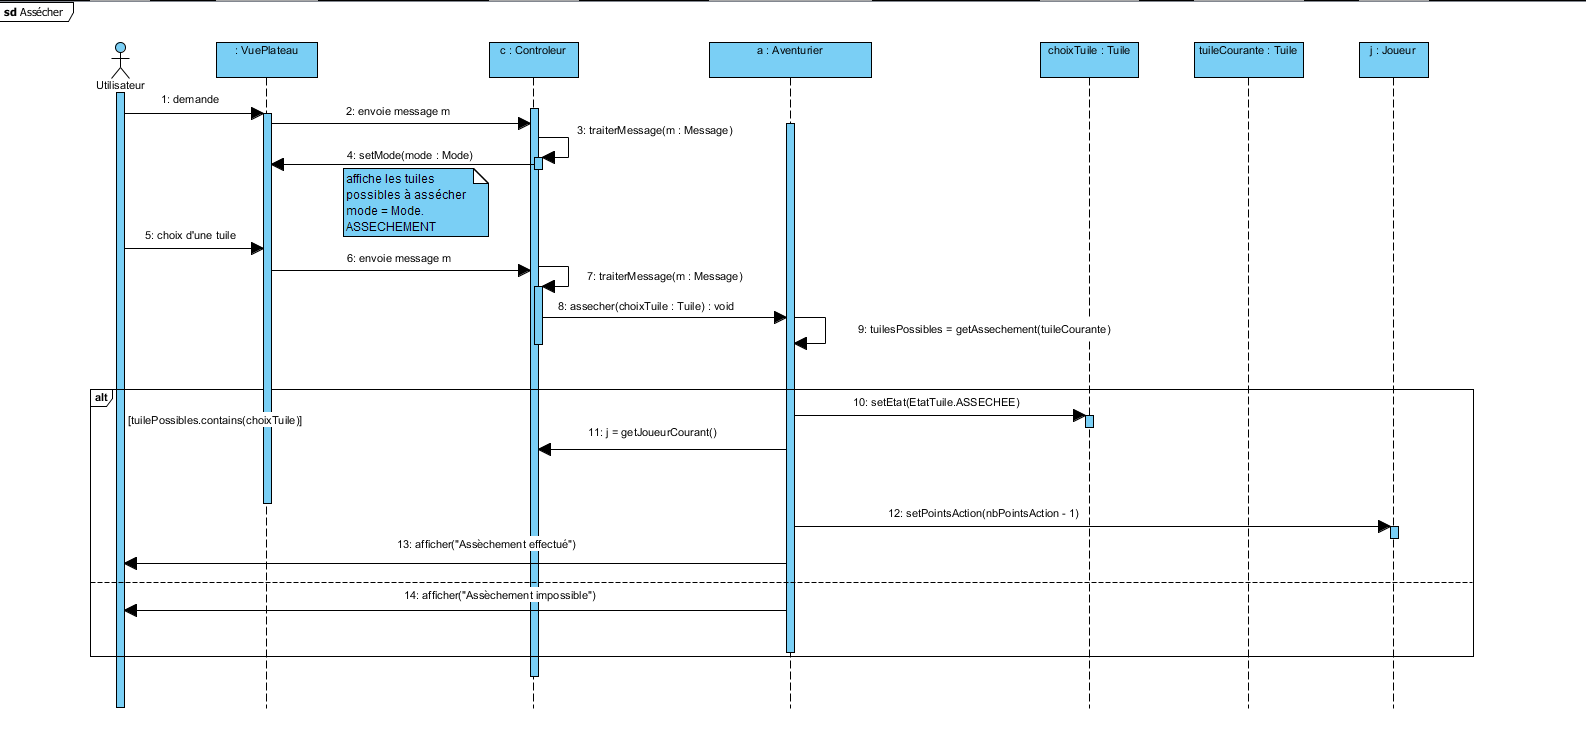 sd Assécher
: VuePlateau
c : Controleur
a : Aventurier
choixTuile : Tuile
tuileCourante : Tuile
j : Joueur
Utilisateur
1: demande
2: envoie message m
3: traiterMessage(m : Message)
4: setMode(mode : Mode)
affiche les tuiles
possibles à assécher
mode = Mode.
ASSECHEMENT
5: choix d'une tuile
6: envoie message m
7: traiterMessage(m : Message)
8: assecher(choixTuile : Tuile) : void
9: tuilesPossibles = getAssechement(tuileCourante)
alt
[tuilePossibles.contains(choixTuile)]
10: setEtat(EtatTuile.ASSECHEE)
11: j = getJoueurCourant()
12: setPointsAction(nbPointsAction - 1)
13: afficher("Assèchement effectué")
14: afficher("Assèchement impossible")